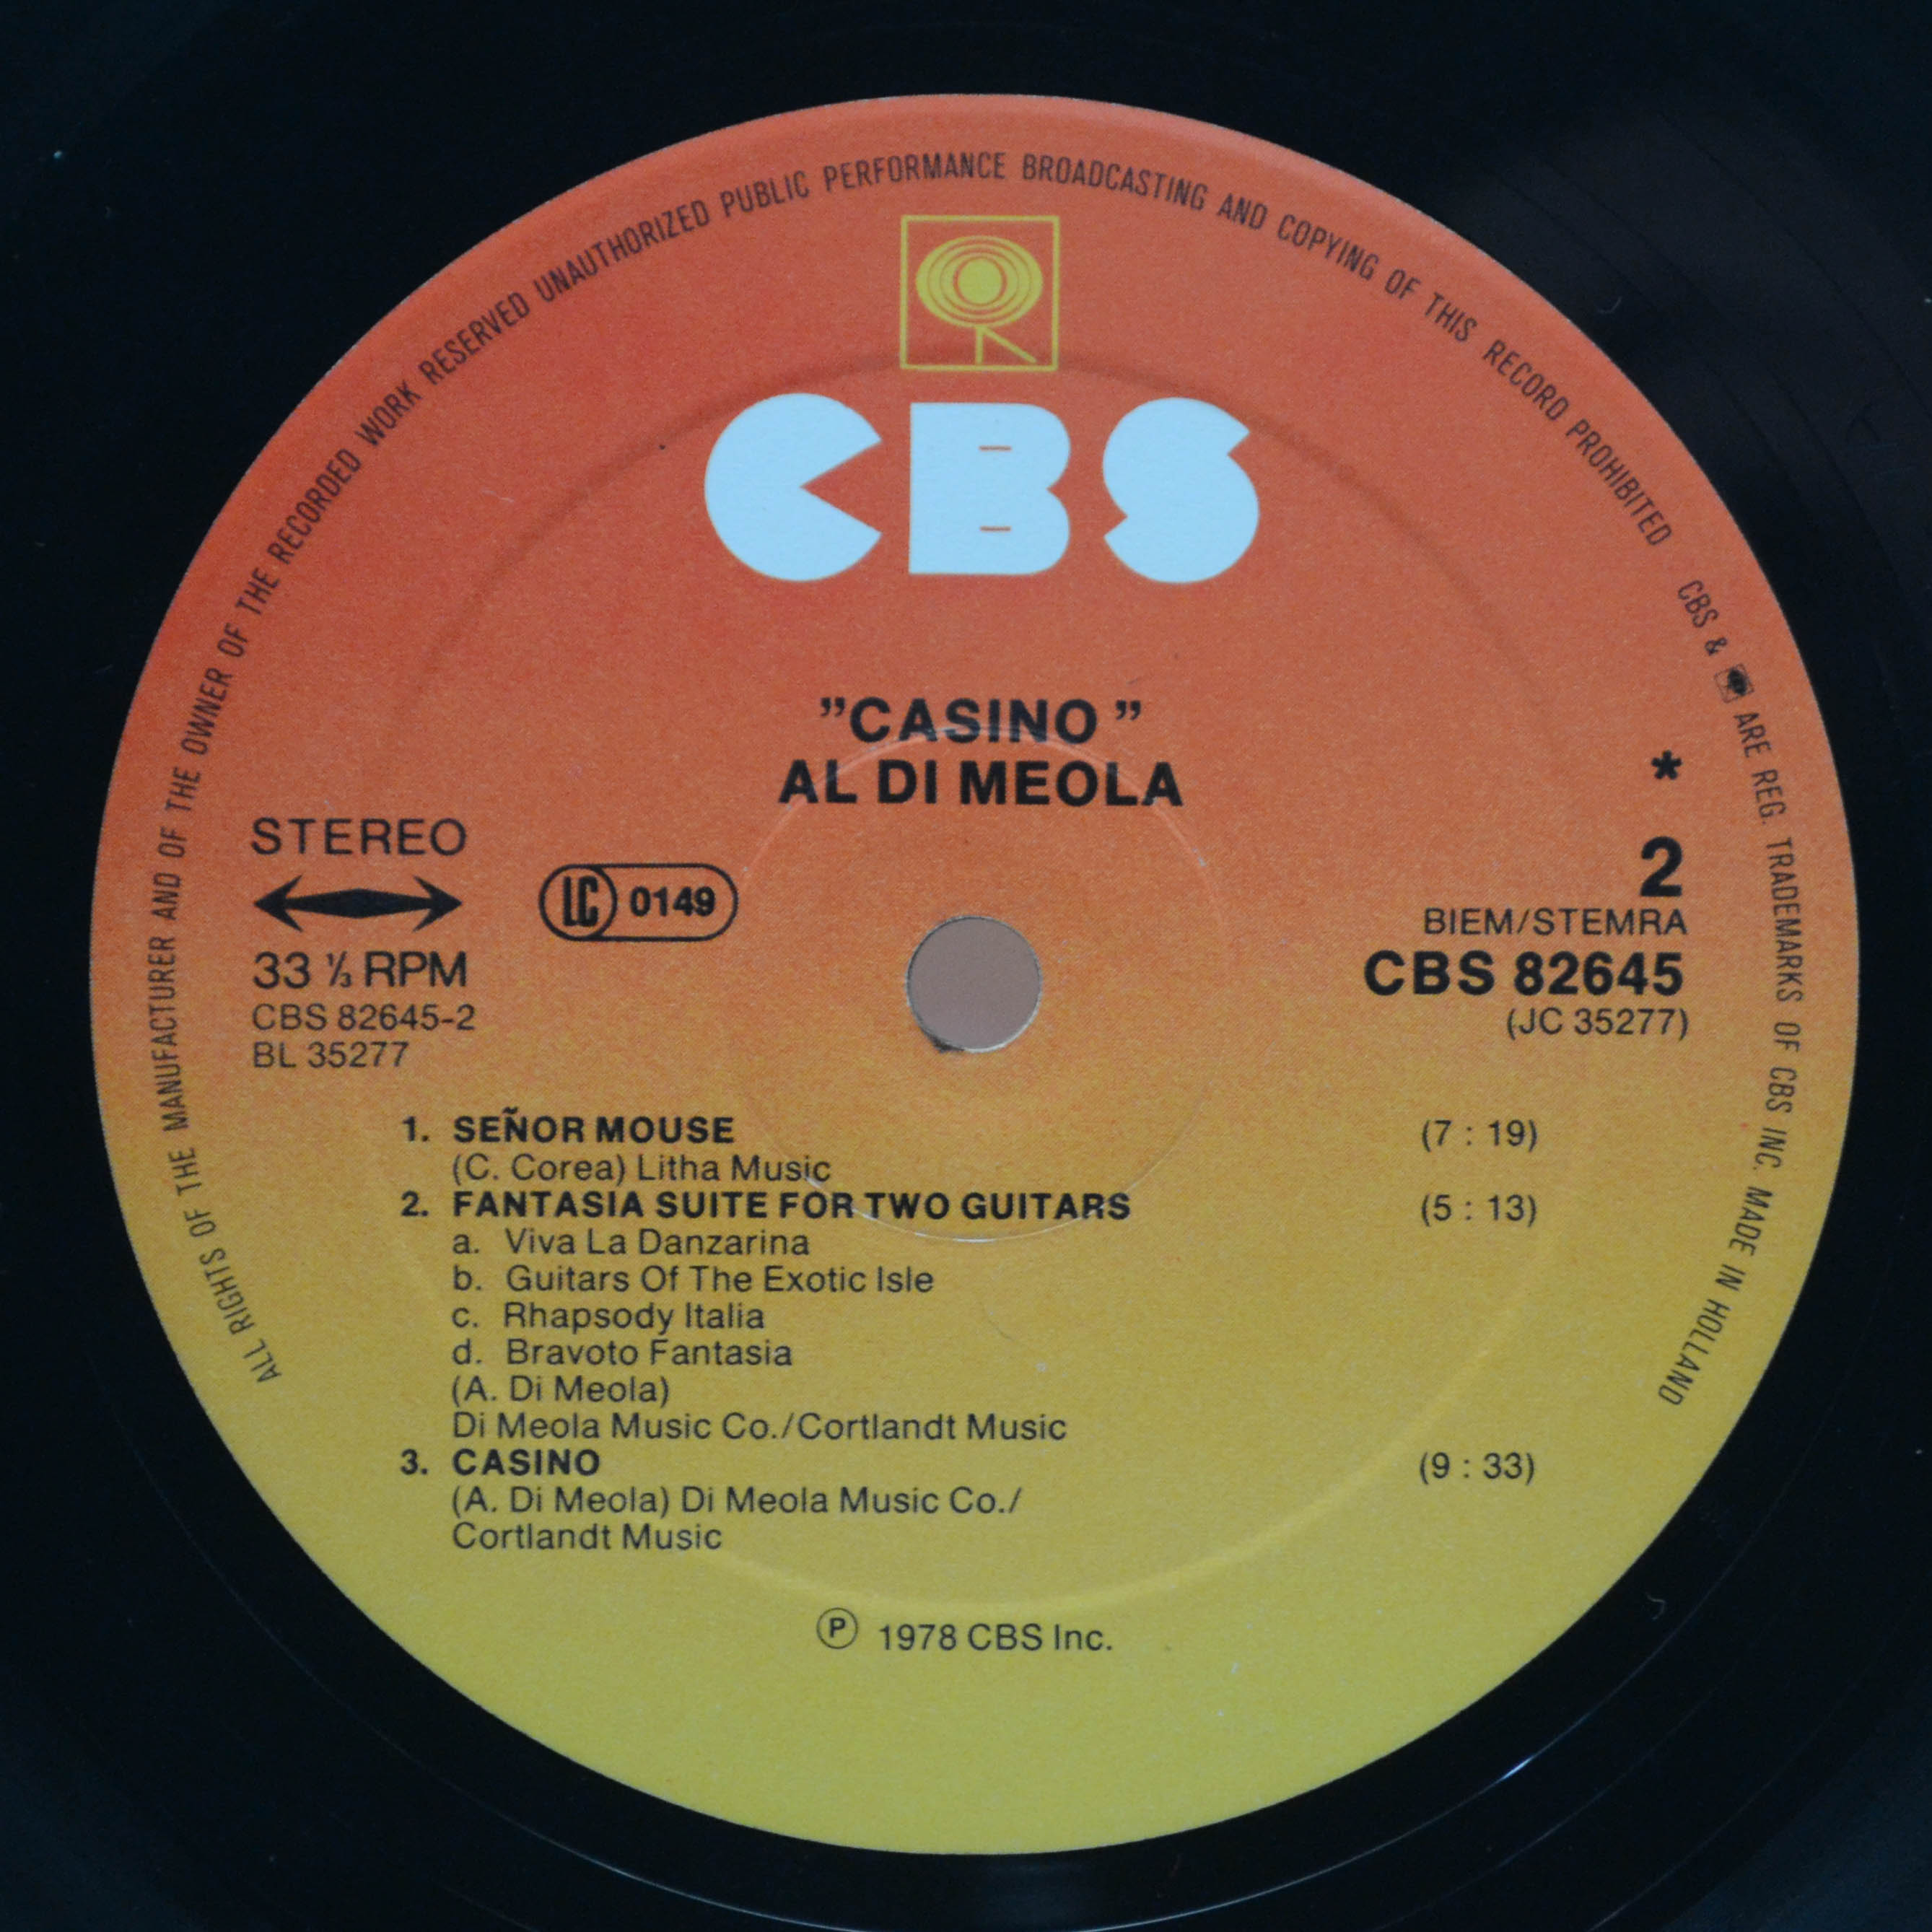 ALL RIGHTS OF THE MANUFACTURER AND OF THE OWNER OF THE RECORDED WORK RESERVED UNAUTHORIZED PUBLIC PERFORMANCE BROADCASTING AND COPYING OF THIS RECORD PROHIBITED CBS & ARE REG. TRADEMARKS OF CBS INC. MADE IN HOLLAND
CBS
"CASINO"
AL DI MEOLA
STEREO
33 ⅓ RPM
CBS 82645-2
BL 35277
LC 0149
*
2
BIEM/STEMRA
CBS 82645
(JC 35277)
1. SEÑOR MOUSE (7 : 19)
(C. Corea) Litha Music
2. FANTASIA SUITE FOR TWO GUITARS (5 : 13)
a. Viva La Danzarina
b. Guitars Of The Exotic Isle
c. Rhapsody Italia
d. Bravoto Fantasia
(A. Di Meola)
Di Meola Music Co./Cortlandt Music
3. CASINO (9 : 33)
(A. Di Meola) Di Meola Music Co./
Cortlandt Music
℗ 1978 CBS Inc.